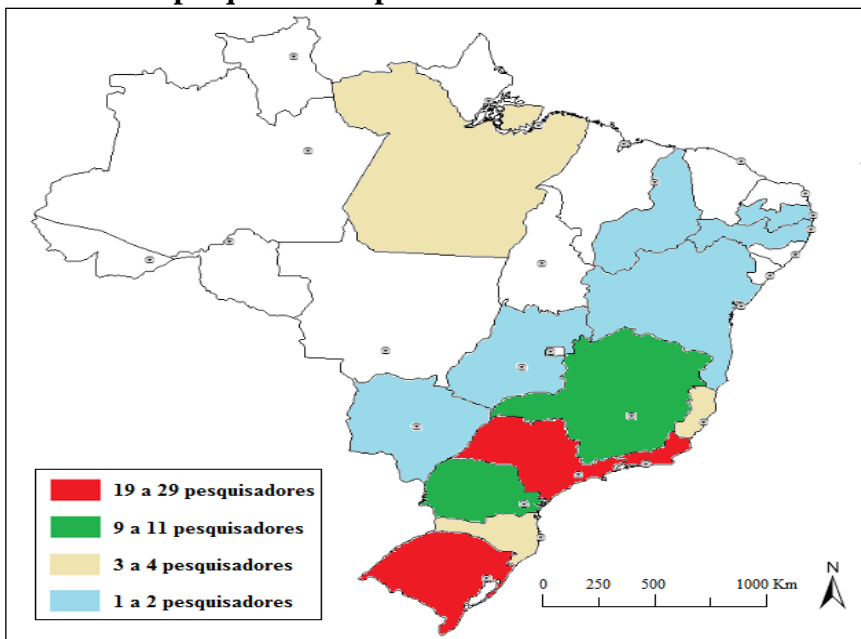 19 a 29 pesquisadores
9 a 11 pesquisadores
3 a 4 pesquisadores
1 a 2 pesquisadores
0 250 500 1000 Km
N